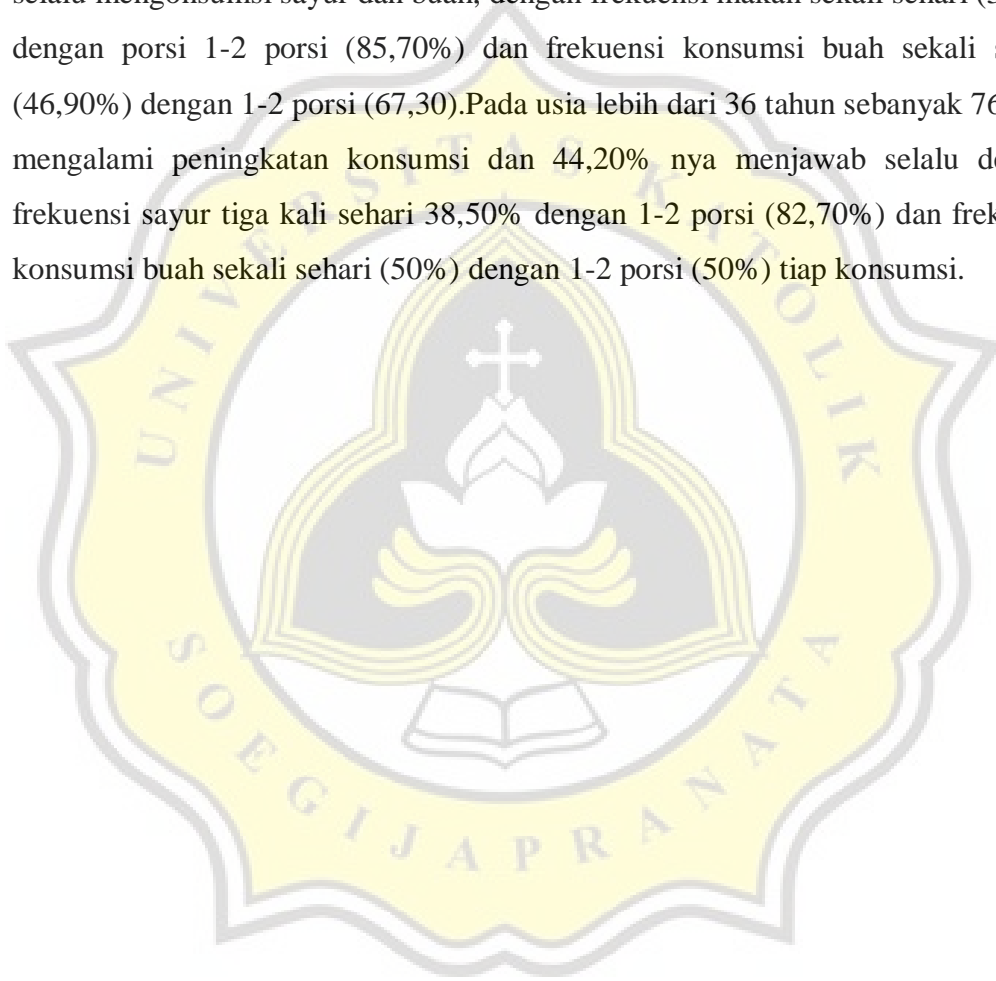 selalu mengonsumsi sayur dan buah, dengan frekuensi makan sekali sehari
dengan porsi 1-2 porsi (85,70%) dan frekuensi konsumsi buah sekali
(46,90%) dengan 1-2 porsi (67,30).Pada usia lebih dari 36 tahun sebanyak 76
mengalami peningkatan konsumsi dan 44,20% nya menjawab selalu
frekuensi sayur tiga kali sehari 38,50% dengan 1-2 porsi (82,70%) dan
konsumsi buah sekali sehari (50%) dengan 1-2 porsi (50%) tiap konsumsi.
UNIVERSITAS KATOLIK
SOEGIJAPRANATA